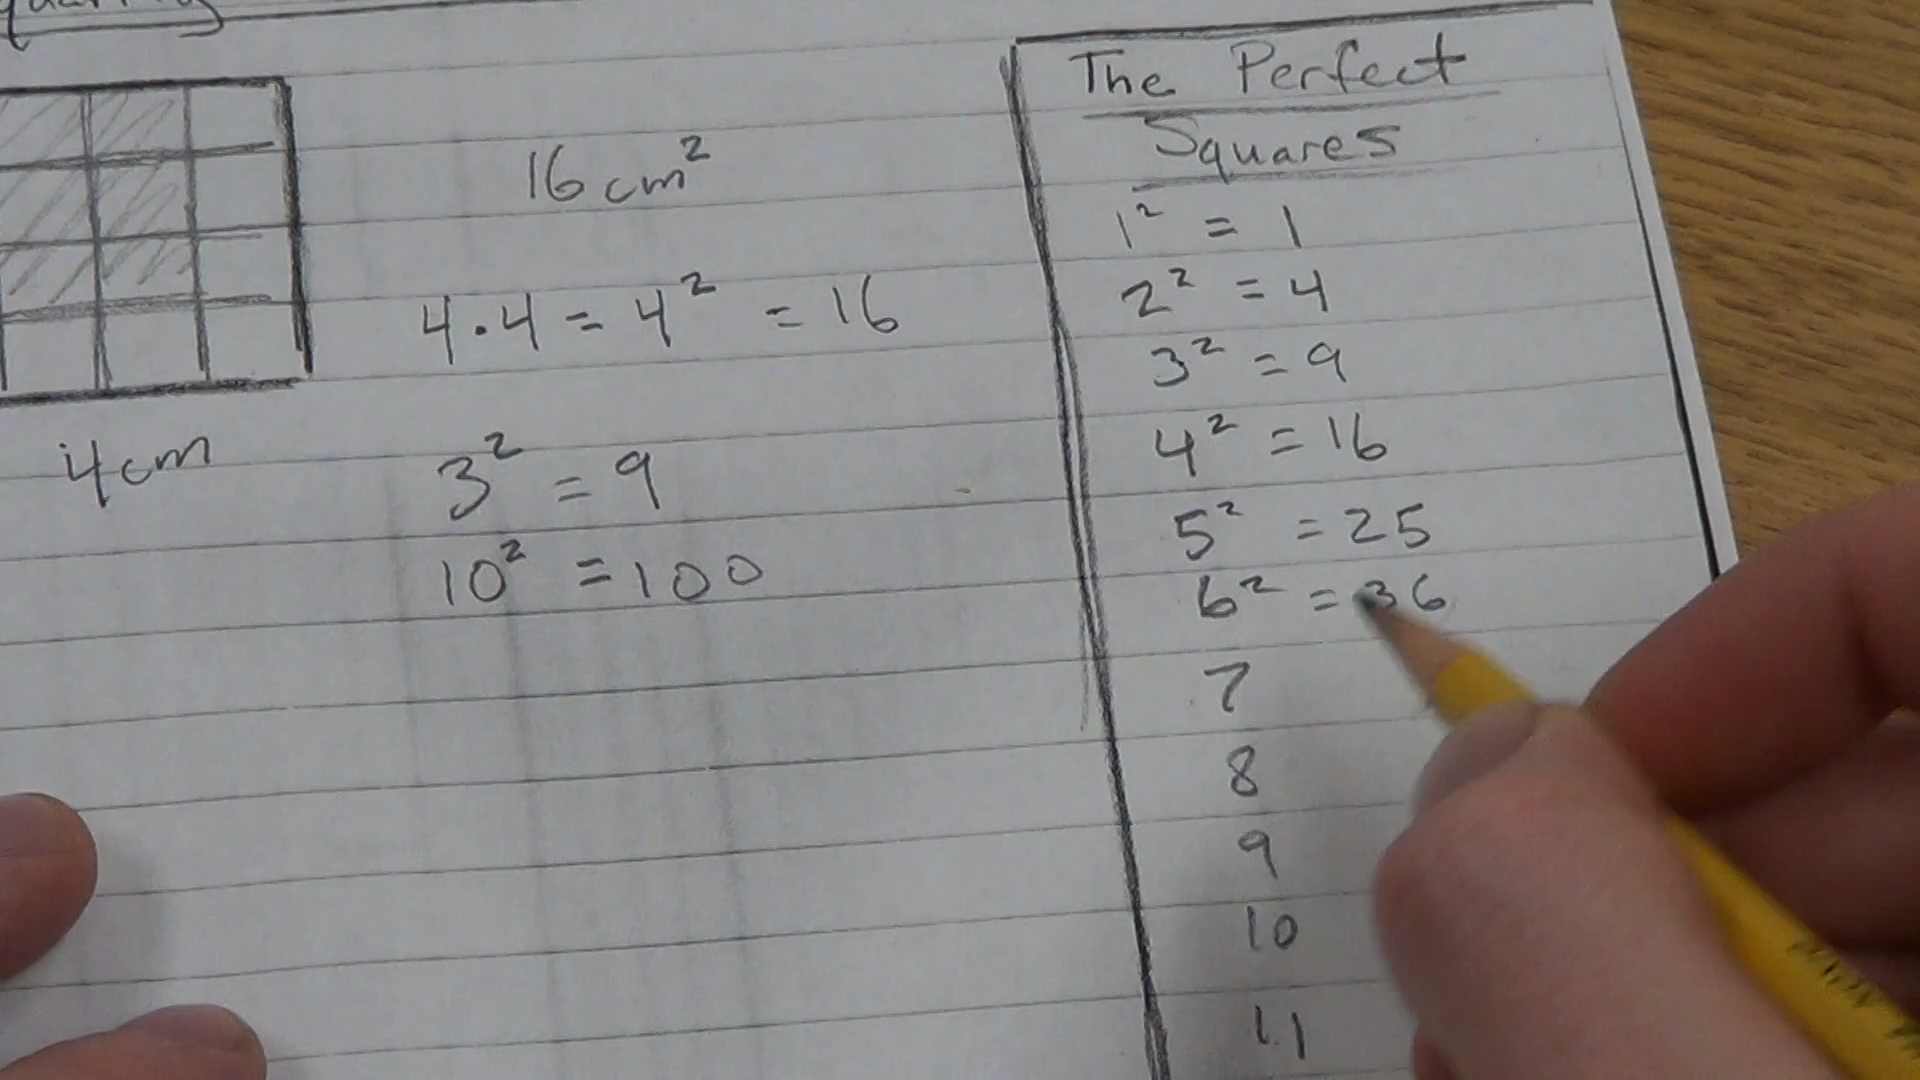 16 cm²
4 · 4 = 4² = 16
4cm
3² = 9
10² = 100
The Perfect
Squares
1² = 1
2² = 4
3² = 9
4² = 16
5² = 25
6² = 36
7
8
9
10
11